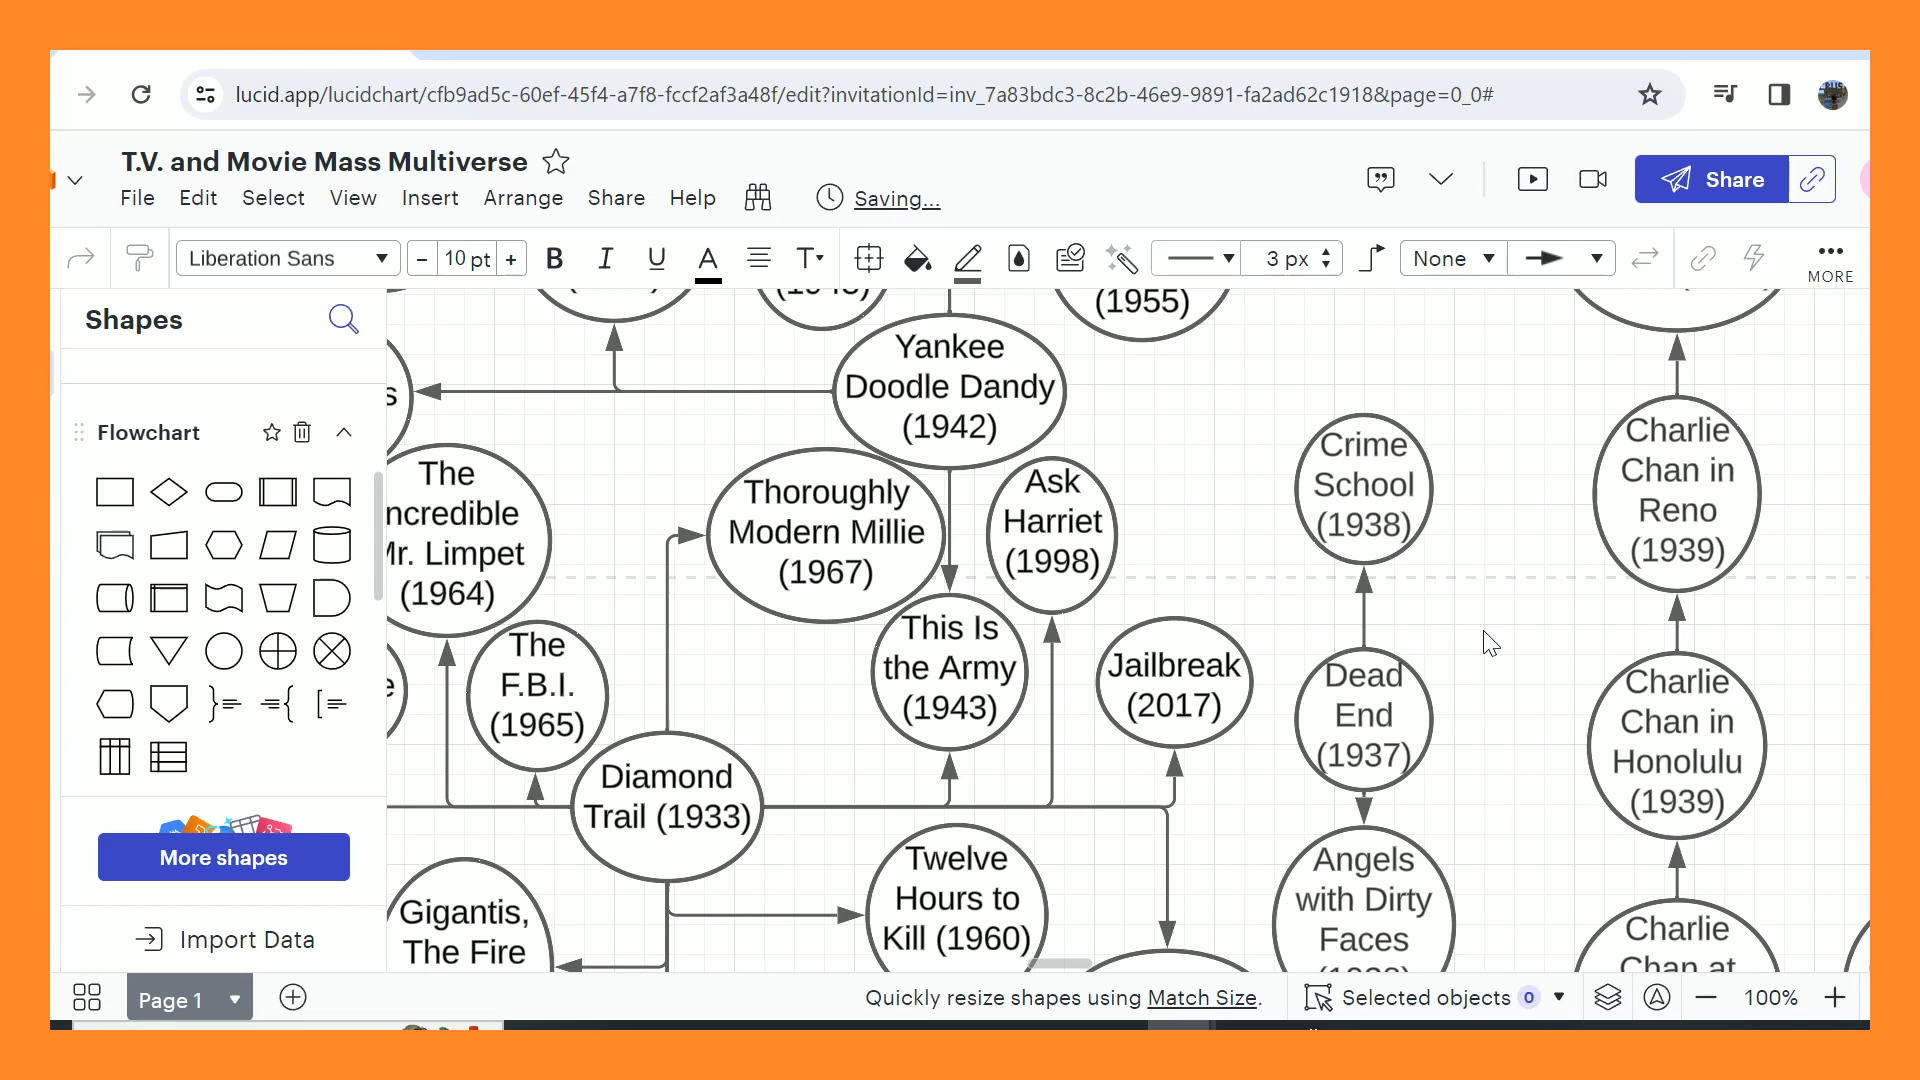 lucid.app/lucidchart/cfb9ad5c-60ef-45f4-a7f8-fccf2af3a48f/edit?invitationId=inv_7a83bdc3-8c2b-46e9-9891-fa2ad62c1918&page=0_0#
T.V. and Movie Mass Multiverse
File Edit Select View Insert Arrange Share Help Saving...
Share
Liberation Sans
- 10 pt +
B I U A T
3 px
None
MORE
Shapes
Flowchart
More shapes
Import Data
(1955)
Yankee
Doodle Dandy
(1942)
s
The
ncredible
Mr. Limpet
(1964)
Thoroughly
Modern Millie
(1967)
Ask
Harriet
(1998)
Crime
School
(1938)
Charlie
Chan in
Reno
(1939)
The
F.B.I.
(1965)
e
This Is
the Army
(1943)
Jailbreak
(2017)
Dead
End
(1937)
Charlie
Chan in
Honolulu
(1939)
Diamond
Trail (1933)
Gigantis,
The Fire
Twelve
Hours to
Kill (1960)
Angels
with Dirty
Faces
(1938)
Charlie
Chan at
Page 1
Quickly resize shapes using Match Size.
Selected objects 0
100%